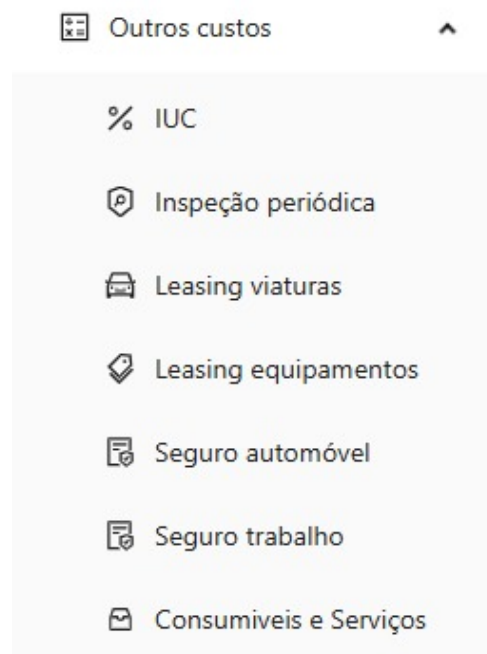 Outros custos
IUC
Inspeção periódica
Leasing viaturas
Leasing equipamentos
Seguro automóvel
Seguro trabalho
Consumiveis e Serviços